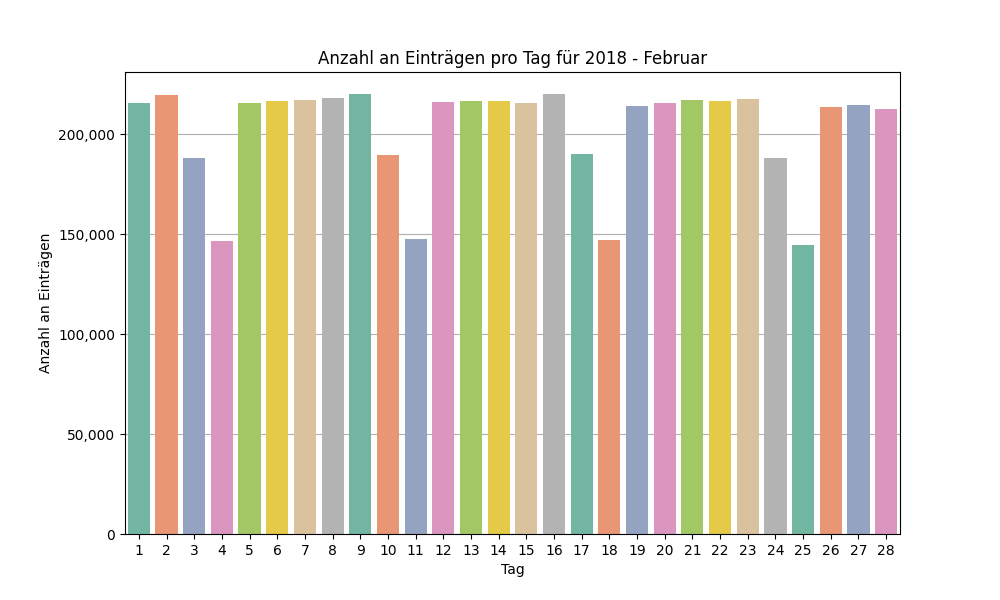 Anzahl an Einträgen pro Tag für 2018 - Februar
Anzahl an Einträgen
200,000
150,000
100,000
50,000
0
1 2 3 4 5 6 7 8 9 10 11 12 13 14 15 16 17 18 19 20 21 22 23 24 25 26 27 28
Tag